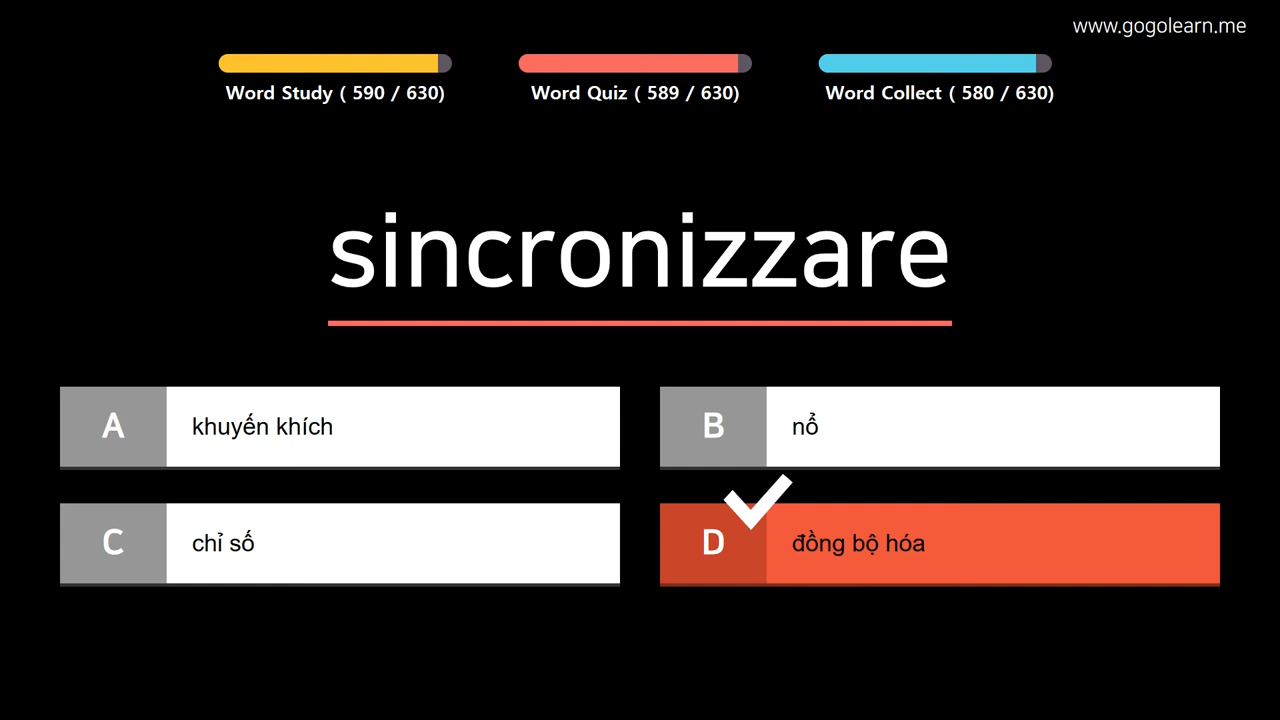 www.gogolearn.me
Word Study ( 590 / 630)
Word Quiz ( 589 / 630)
Word Collect ( 580 / 630)
sincronizzare
A khuyến khích
B nổ
C chỉ số
D đồng bộ hóa